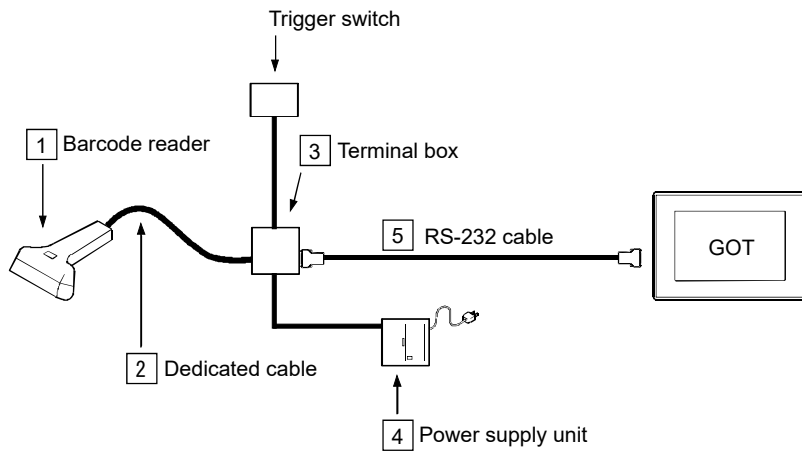 Trigger switch
1 Barcode reader
3 Terminal box
5 RS-232 cable
GOT
2 Dedicated cable
4 Power supply unit